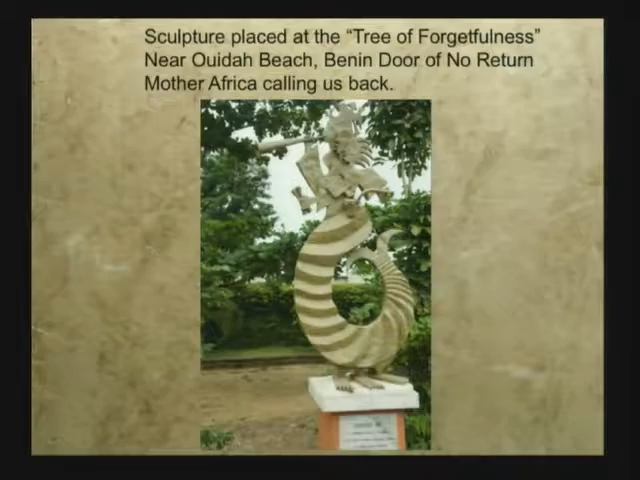 Sculpture placed at the “Tree of Forgetfulness”
Near Ouidah Beach, Benin Door of No Return
Mother Africa calling us back.